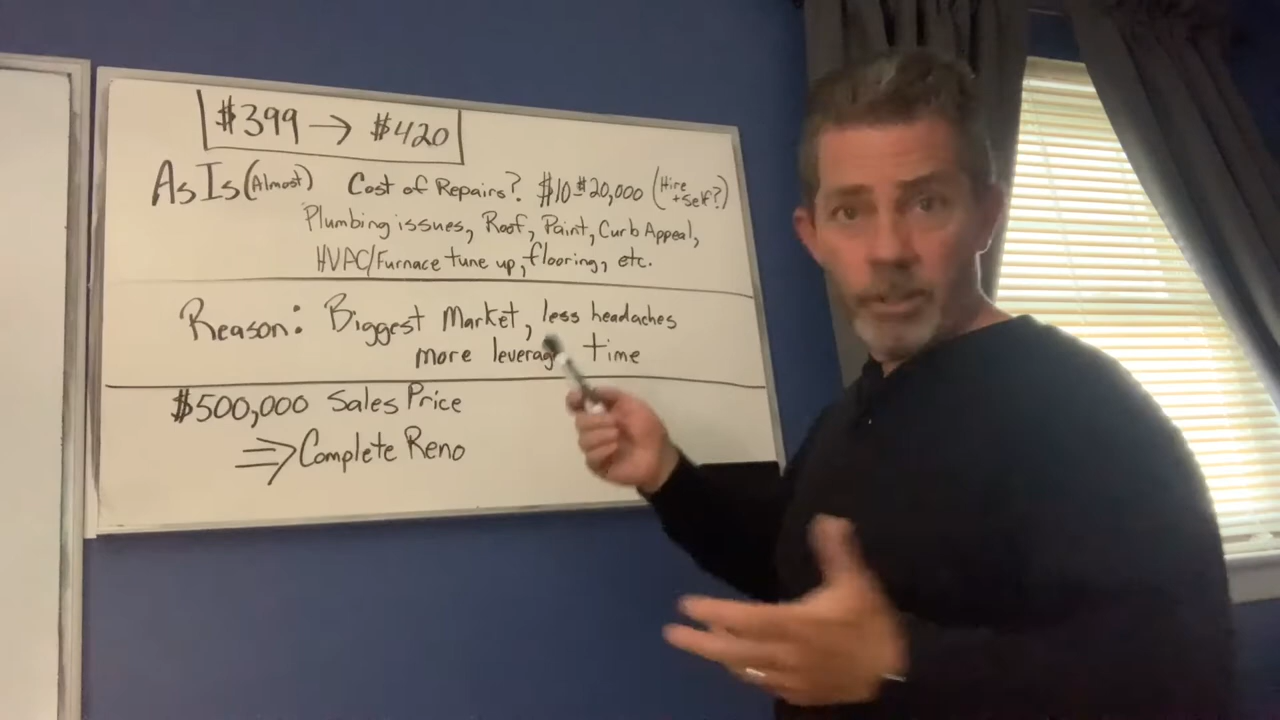 $399 → $420
As Is (Almost) Cost of Repairs? $10-$20,000 (Hire + Self?)
Plumbing issues, Roof, Paint, Curb Appeal,
HVAC/Furnace tune up, flooring, etc.
Reason: Biggest Market, less headaches
more leverage time
$500,000 Sales Price
⇒ Complete Reno